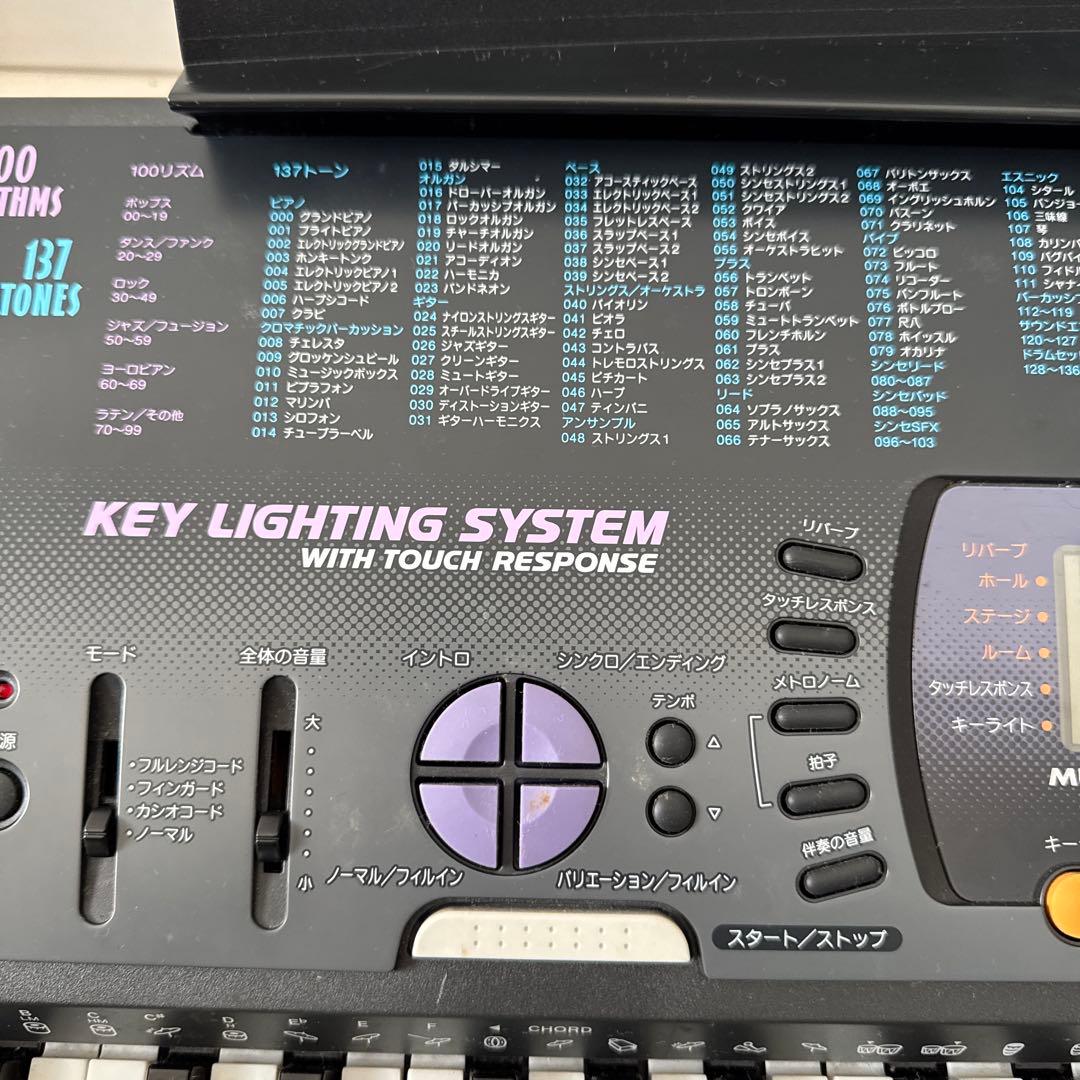 00
THMS
137
TONES
100リズム
ポップス
00〜19
ダンス/ファンク
20〜29
ロック
30〜49
ジャズ/フュージョン
50〜59
ヨーロピアン
60〜69
ラテン/その他
70〜99
137トーン
ピアノ
000 グランドピアノ
001 ブライトピアノ
002 エレクトリックグランドピアノ
003 ホンキートンク
004 エレクトリックピアノ1
005 エレクトリックピアノ2
006 ハープシコード
007 クラビ
クロマチックパーカッション
008 チェレスタ
009 グロッケンシュピール
010 ミュージックボックス
011 ビブラフォン
012 マリンバ
013 シロフォン
014 チューブラーベル
015 ダルシマー
オルガン
016 ドローバーオルガン
017 パーカッシブオルガン
018 ロックオルガン
019 チャーチオルガン
020 リードオルガン
021 アコーディオン
022 ハーモニカ
023 バンドネオン
ギター
024 ナイロンストリングスギター
025 スチールストリングスギター
026 ジャズギター
027 クリーンギター
028 ミュートギター
029 オーバードライブギター
030 ディストーションギター
031 ギターハーモニクス
ベース
032 アコースティックベース
033 エレクトリックベース1
034 エレクトリックベース2
035 フレットレスベース
036 スラップベース1
037 スラップベース2
038 シンセベース1
039 シンセベース2
ストリングス/オーケストラ
040 バイオリン
041 ビオラ
042 チェロ
043 コントラバス
044 トレモロストリングス
045 ピチカート
046 ハープ
047 ティンパニ
アンサンブル
048 ストリングス1
049 ストリングス2
050 シンセストリングス1
051 シンセストリングス2
052 クワイア
053 ボイス
054 シンセボイス
055 オーケストラヒット
ブラス
056 トランペット
057 トロンボーン
058 チューバ
059 ミュートトランペット
060 フレンチホルン
061 ブラス
062 シンセブラス1
063 シンセブラス2
リード
064 ソプラノサックス
065 アルトサックス
066 テナーサックス
067 バリトンサックス
068 オーボエ
069 イングリッシュホルン
070 バスーン
071 クラリネット
パイプ
072 ピッコロ
073 フルート
074 リコーダー
075 パンフルート
076 ボトルブロー
077 尺八
078 ホイッスル
079 オカリナ
シンセリード
080〜087
シンセパッド
088〜095
シンセSFX
096〜103
エスニック
104 シタール
105 バンジョー
106 三味線
107 琴
108 カリンバ
109 バグパイ
110 フィドル
111 シャナー
パーカッシブ
112〜119
サウンドエ
120〜127
ドラムセッ
128〜136
KEY LIGHTING SYSTEM
WITH TOUCH RESPONSE
リバーブ
タッチレスポンス
メトロノーム
拍子
伴奏の音量
リバーブ
ホール
ステージ
ルーム
タッチレスポンス
キーライト
MI
キー
源
モード
・フルレンジコード
・フィンガード
・カシオコード
・ノーマル
全体の音量
大
小
イントロ
シンクロ/エンディング
テンポ
△
▽
ノーマル/フィルイン
バリエーション/フィルイン
スタート/ストップ
B C C# D E♭ E F CHORD